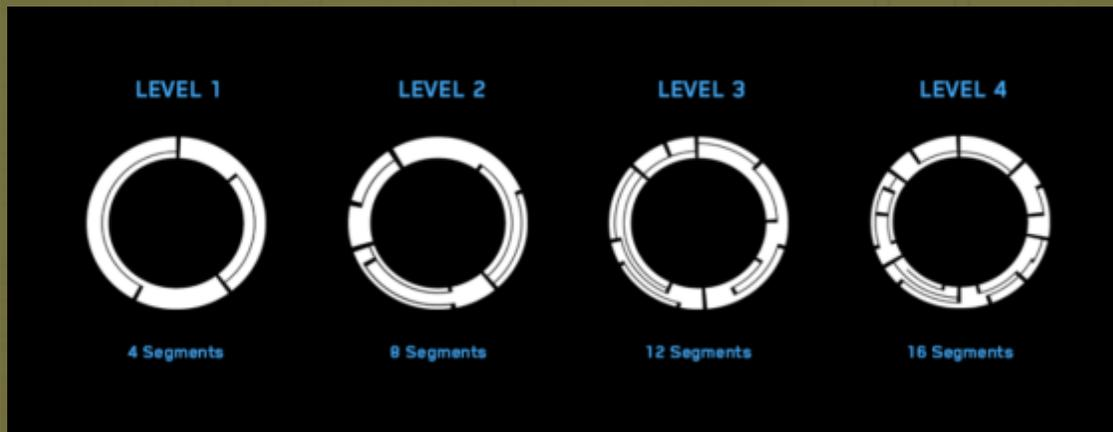 LEVEL 1
LEVEL 2
LEVEL 3
LEVEL 4
4 Segments
8 Segments
12 Segments
16 Segments